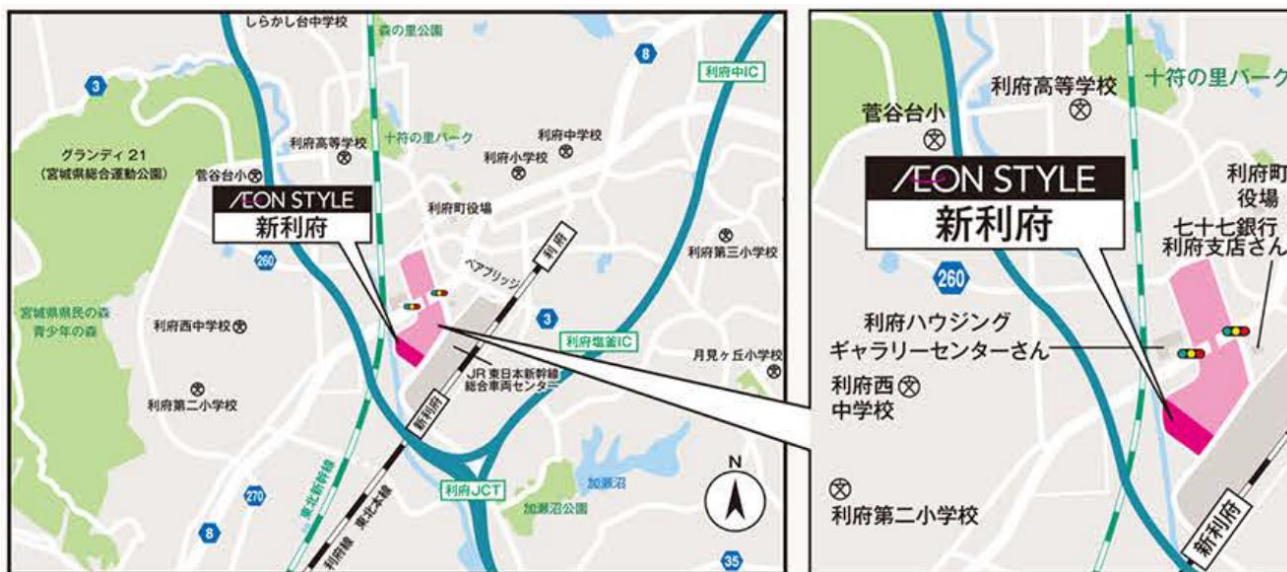 しらかし台中学校
森の里公園
8
3
利府中IC
グランディ21
(宮城県総合運動公園)
利府高等学校
十符の里パーク
利府中学校
利府小学校
菅谷台小
ÆON STYLE
新利府
利府町役場
利府
ペアブリッジ
利府第三小学校
260
宮城県県民の森
青少年の森
利府西中学校
3
利府塩釜IC
月見ヶ丘小学校
JR東日本新幹線
総合車両センター
利府第二小学校
新利府
東北新幹線
270
8
利府線
東北本線
利府JCT
加瀬沼
加瀬沼公園
N
35
十符の里パーク
利府高等学校
菅谷台小
ÆON STYLE
新利府
利府町
役場
七十七銀行
利府支店さん
260
利府ハウジング
ギャラリーセンターさん
利府西
中学校
利府第二小学校
新利府